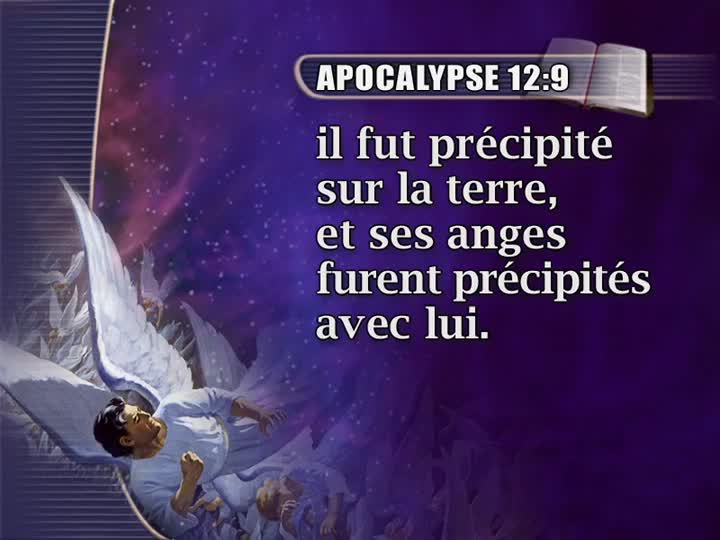 APOCALYPSE 12:9
il fut précipité
sur la terre,
et ses anges
furent précipités
avec lui.